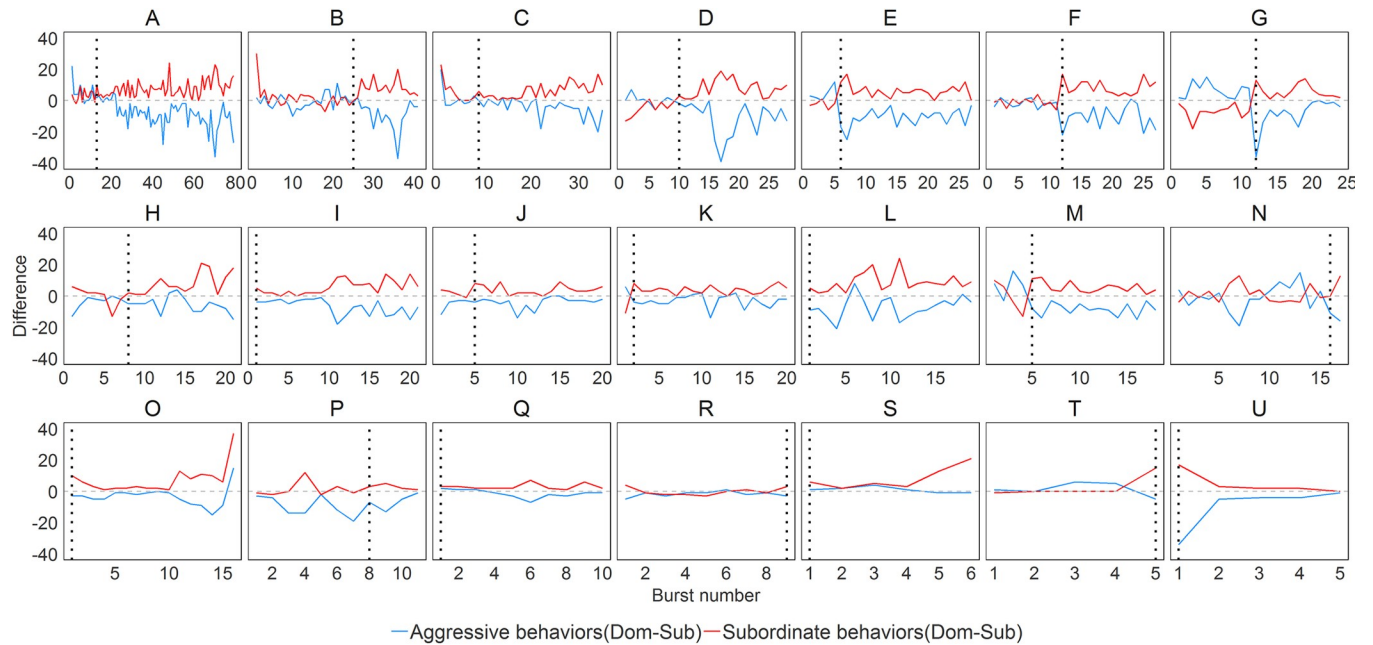 A B C D E F G
40
20
0
-20
-40
0 20 40 60 80 0 10 20 30 40 0 10 20 30 0 5 10 15 20 25 0 5 10 15 20 25 0 5 10 15 20 25 0 5 10 15 20 25
H I J K L M N
40
20
0
-20
-40
Difference
0 5 10 15 20 0 5 10 15 20 0 5 10 15 20 0 5 10 15 20 5 10 15 5 10 15 5 10 15
O P Q R S T U
40
20
0
-20
-40
5 10 15 2 4 6 8 10 2 4 6 8 10 2 4 6 8 1 2 3 4 5 6 1 2 3 4 5 1 2 3 4 5
Burst number
Aggressive behaviors(Dom-Sub) Subordinate behaviors(Dom-Sub)